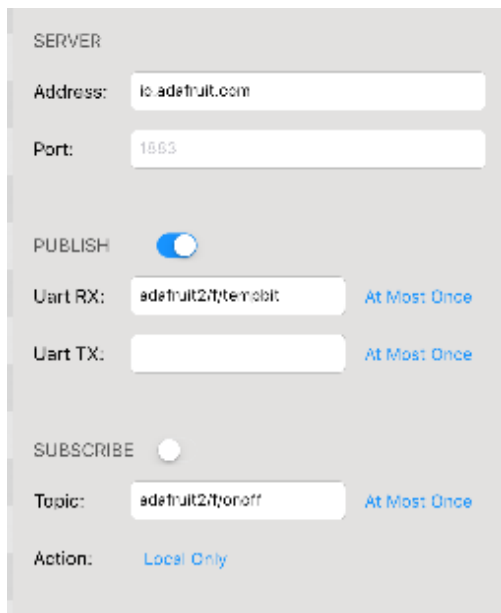 SERVER
Address: io.adafruit.com
Port: 1883
PUBLISH
Uart RX: adafruit2/f/tempbit At Most Once
Uart TX: At Most Once
SUBSCRIBE
Topic: adafruit2/f/onoff At Most Once
Action: Local Only